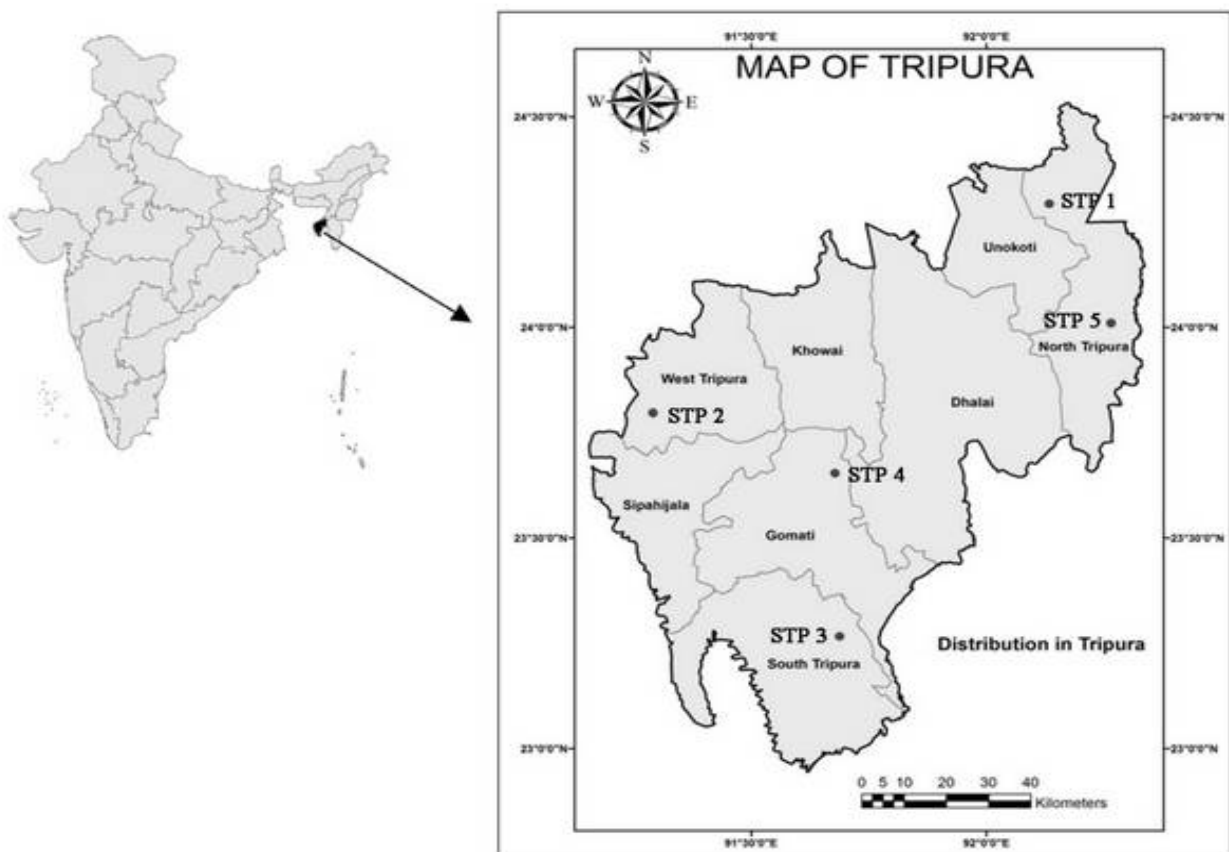 91°30'0"E 92°0'0"E
MAP OF TRIPURA
N
W E
S
24°30'0"N 24°30'0"N
STP 1
Unokoti
STP 5
24°0'0"N 24°0'0"N
North Tripura
Khowai
West Tripura
Dhalai
STP 2
STP 4
Sipahijala
Gomati
23°30'0"N 23°30'0"N
STP 3
Distribution in Tripura
South Tripura
23°0'0"N 23°0'0"N
0 5 10 20 30 40
Kilometers
91°30'0"E 92°0'0"E